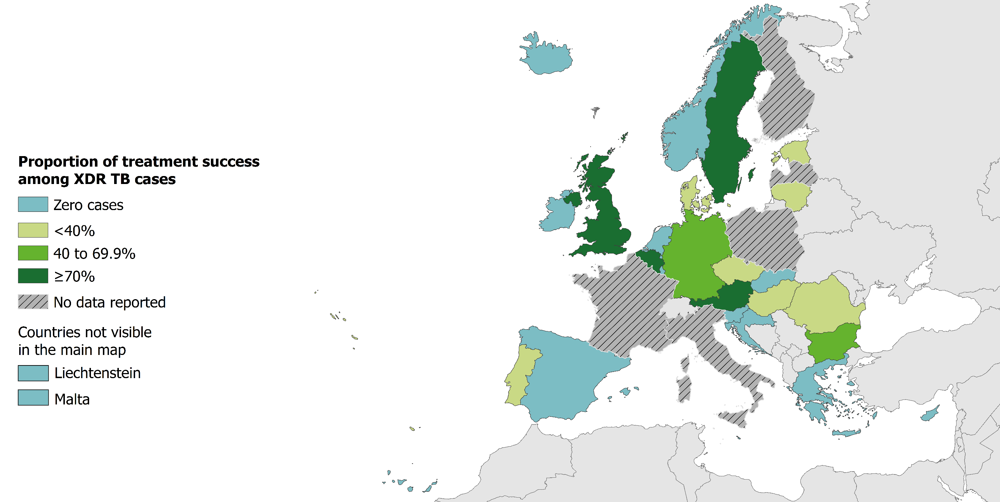 Proportion of treatment success
among XDR TB cases
Zero cases
<40%
40 to 69.9%
≥70%
No data reported
Countries not visible
in the main map
Liechtenstein
Malta